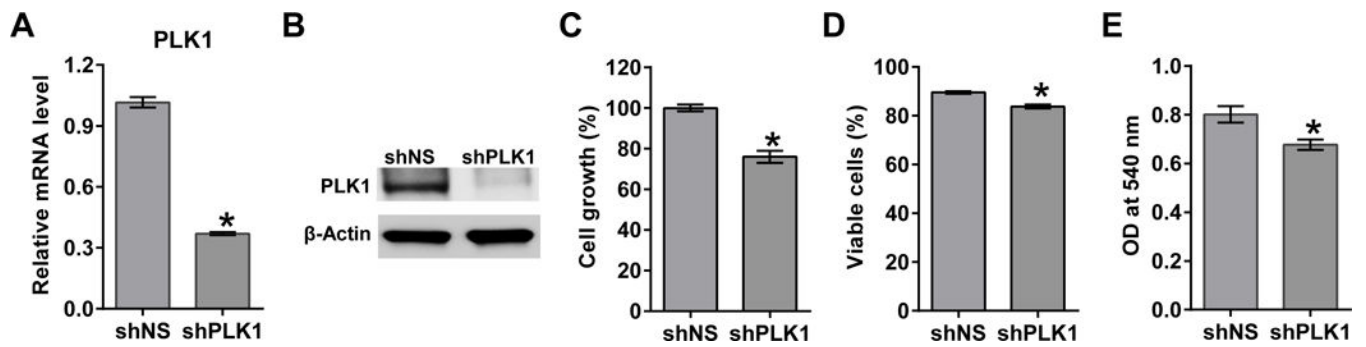 A
PLK1
Relative mRNA level
1.2
0.9
0.6
0.3
0.0
*
shNS shPLK1
B
shNS shPLK1
PLK1
β-Actin
C
Cell growth (%)
120
100
80
60
40
20
0
*
shNS shPLK1
D
Viable cells (%)
100
80
60
40
20
0
*
shNS shPLK1
E
OD at 540 nm
1.0
0.8
0.6
0.4
0.2
0.0
*
shNS shPLK1